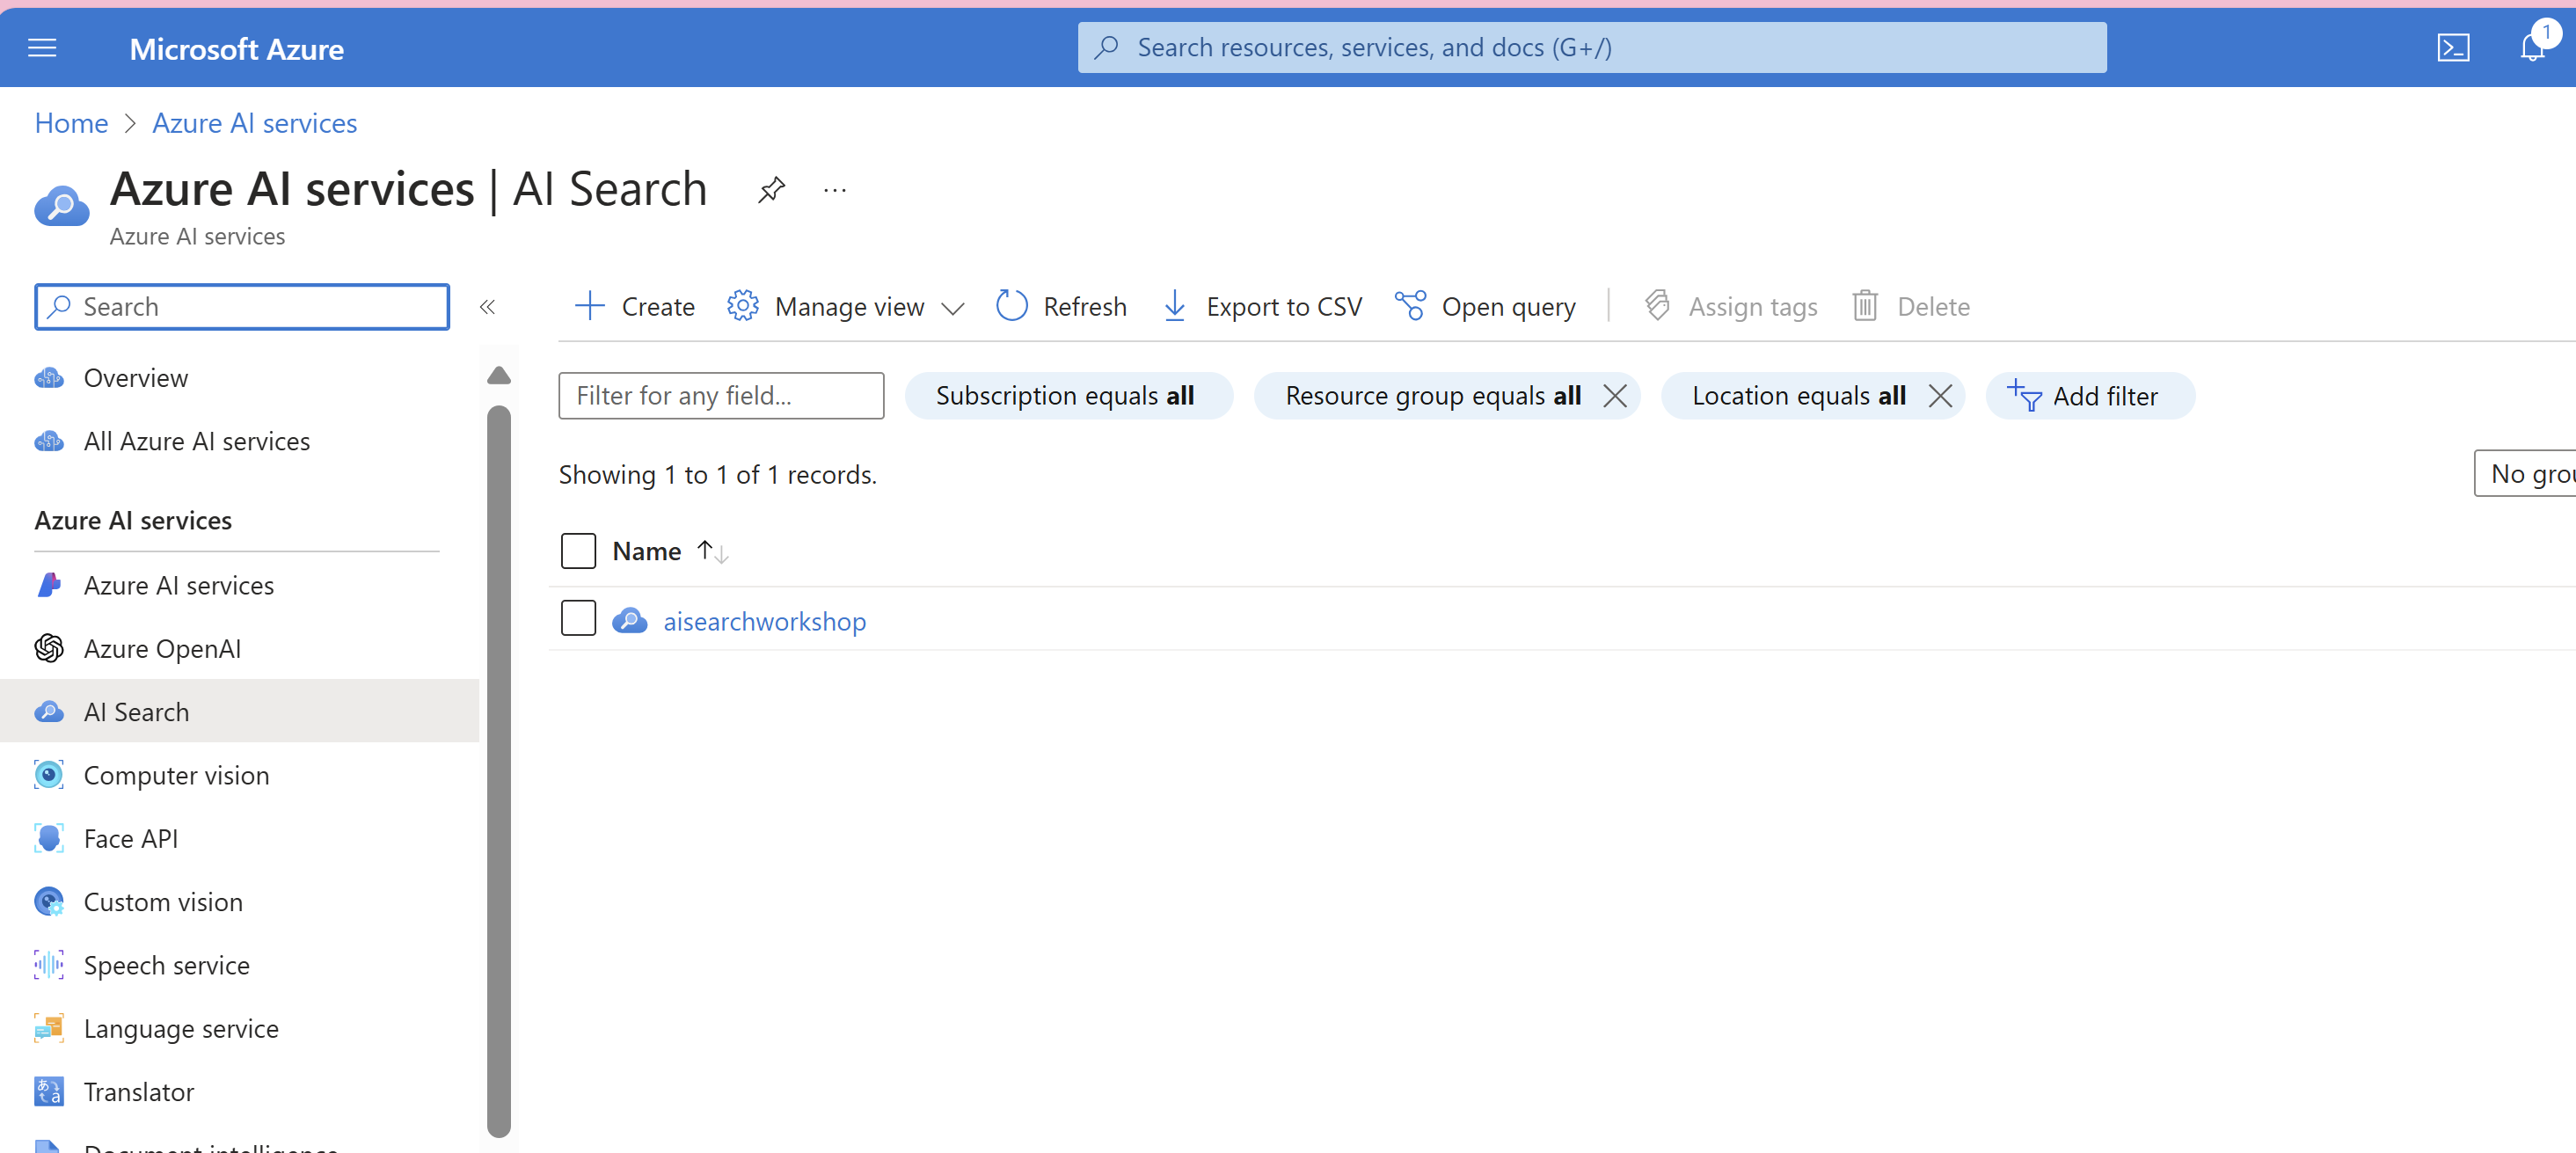 Microsoft Azure
Search resources, services, and docs (G+/)
1
Home > Azure AI services
Azure AI services | AI Search
Azure AI services
Search
Create
Manage view
Refresh
Export to CSV
Open query
Assign tags
Delete
Overview
All Azure AI services
Azure AI services
Azure AI services
Azure OpenAI
AI Search
Computer vision
Face API
Custom vision
Speech service
Language service
Translator
Document intelligence
Filter for any field...
Subscription equals all
Resource group equals all
Location equals all
Add filter
Showing 1 to 1 of 1 records.
No
Name
aisearchworkshop